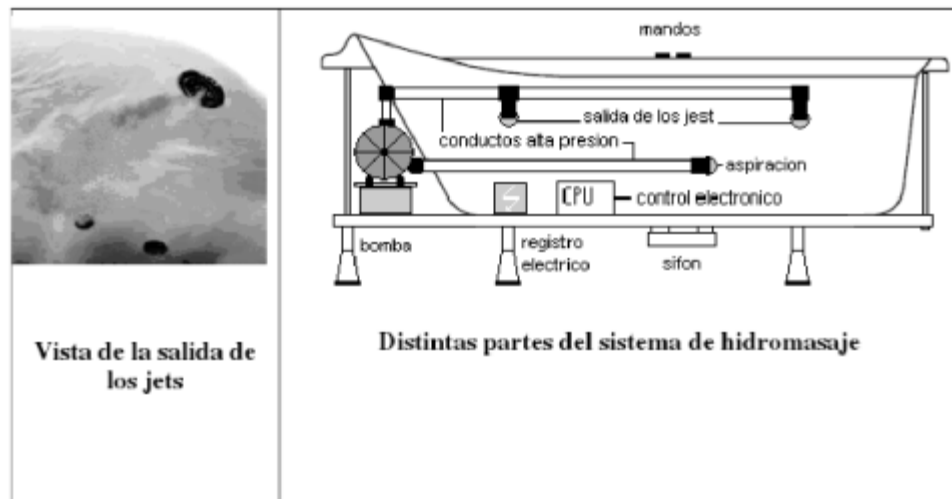 mandos
salida de los jest
conductos alta presion
aspiracion
CPU
control electronico
bomba
registro
electrico
sifon
Vista de la salida de
los jets
Distintas partes del sistema de hidromasaje